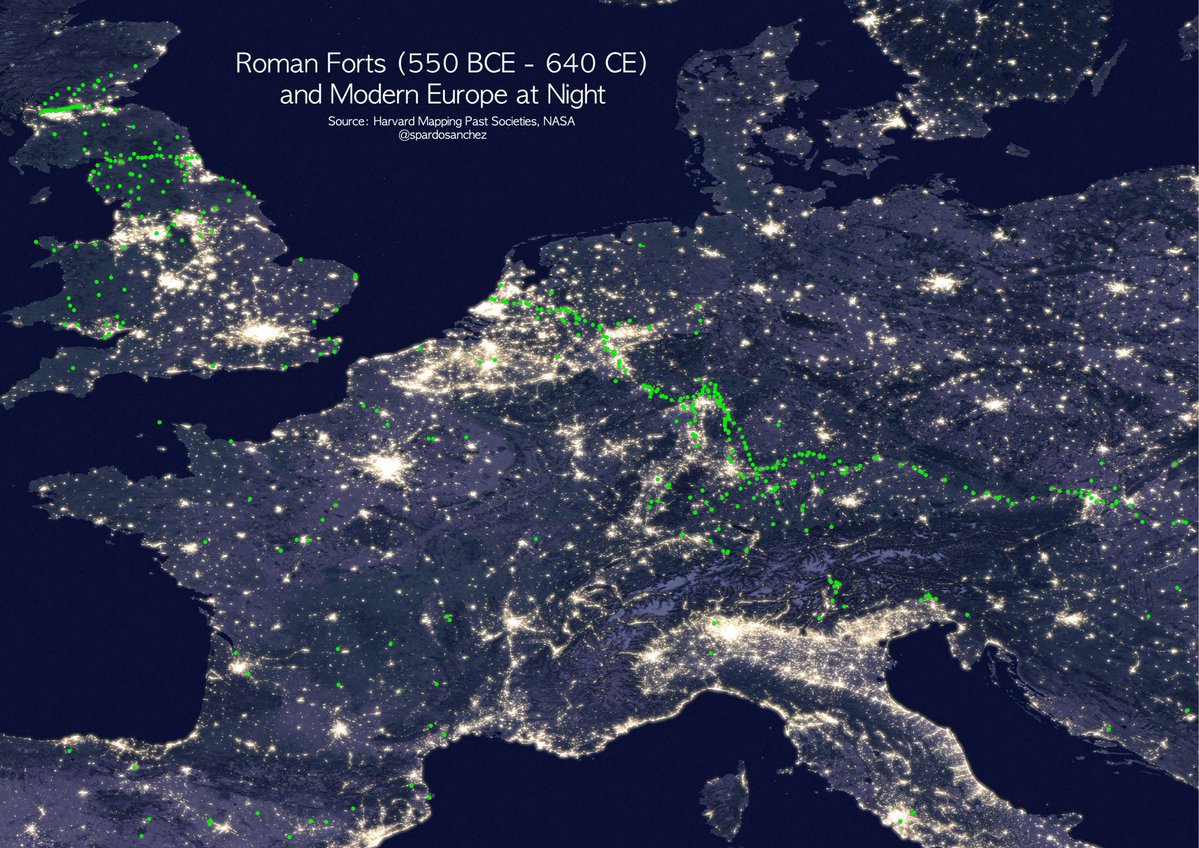 Roman Forts (550 BCE - 640 CE)
and Modern Europe at Night
Source: Harvard Mapping Past Societies, NASA
@spardosanchez